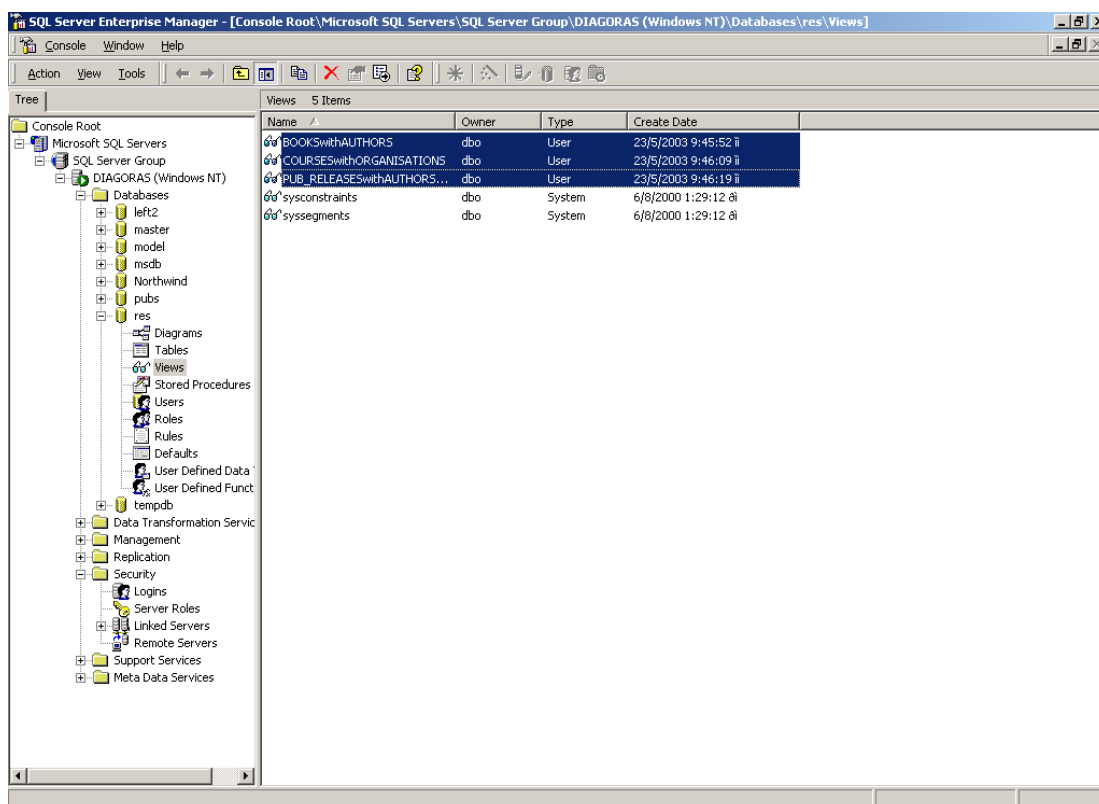 SQL Server Enterprise Manager - [Console Root\Microsoft SQL Servers\SQL Server Group\DIAGORAS (Windows NT)\Databases\res\Views]
Console Window Help
Action View Tools
Tree
Views 5 Items
Console Root
Microsoft SQL Servers
SQL Server Group
DIAGORAS (Windows NT)
Databases
left2
master
model
msdb
Northwind
pubs
res
Diagrams
Tables
Views
Stored Procedures
Users
Roles
Rules
Defaults
User Defined Data
User Defined Funct
tempdb
Data Transformation Servic
Management
Replication
Security
Logins
Server Roles
Linked Servers
Remote Servers
Support Services
Meta Data Services
Name Owner Type Create Date
BOOKSwithAUTHORS dbo User 23/5/2003 9:45:52 ìì
COURSESwithORGANISATIONS dbo User 23/5/2003 9:46:09 ìì
PUB_RELEASESwithAUTHORS... dbo User 23/5/2003 9:46:19 ìì
sysconstraints dbo System 6/8/2000 1:29:12 ðì
syssegments dbo System 6/8/2000 1:29:12 ðì